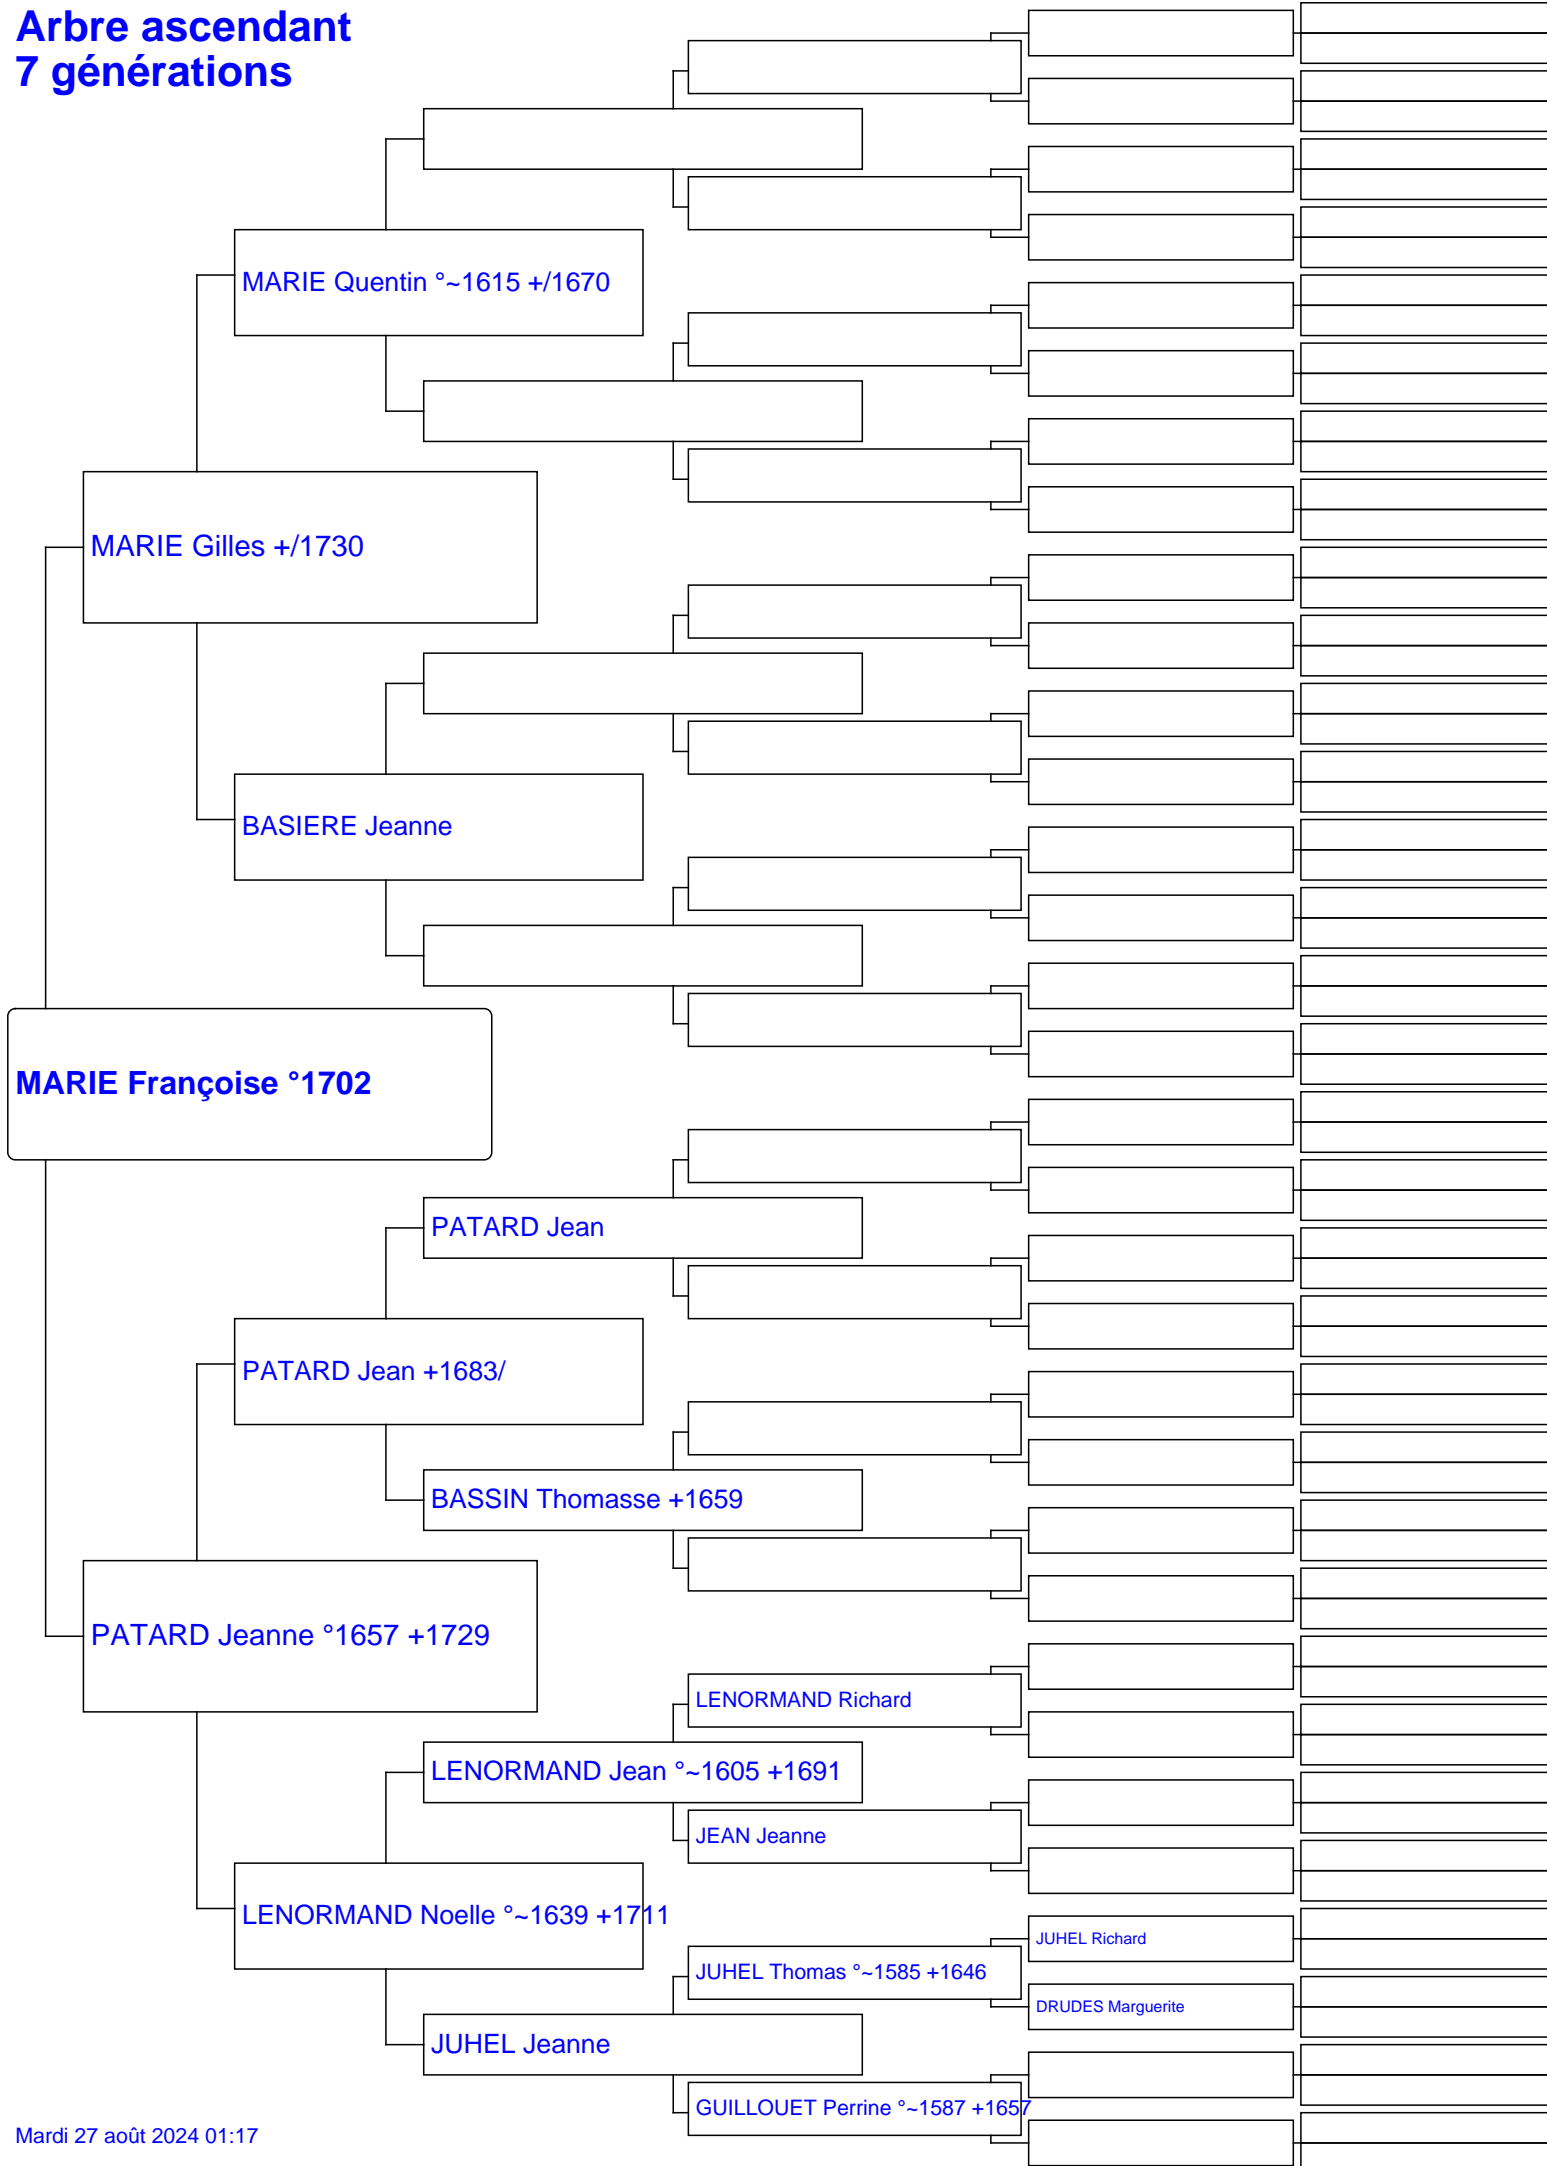 Arbre ascendant
7 générations
MARIE Quentin °~1615 +/1670
MARIE Gilles +/1730
BASIERE Jeanne
MARIE Françoise °1702
PATARD Jean
PATARD Jean +1683/
BASSIN Thomasse +1659
PATARD Jeanne °1657 +1729
LENORMAND Richard
LENORMAND Jean °~1605 +1691
JEAN Jeanne
LENORMAND Noelle °~1639 +1711
JUHEL Richard
JUHEL Thomas °~1585 +1646
DRUDES Marguerite
JUHEL Jeanne
GUILLOUET Perrine °~1587 +1657
Mardi 27 août 2024 01:17